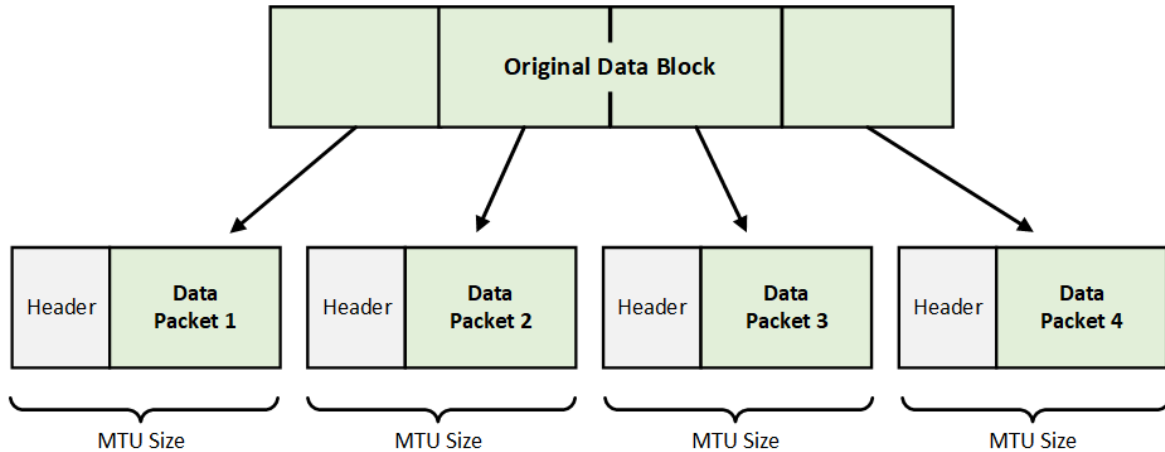 Original Data Block
Header
Data
Packet 1
Header
Data
Packet 2
Header
Data
Packet 3
Header
Data
Packet 4
MTU Size
MTU Size
MTU Size
MTU Size